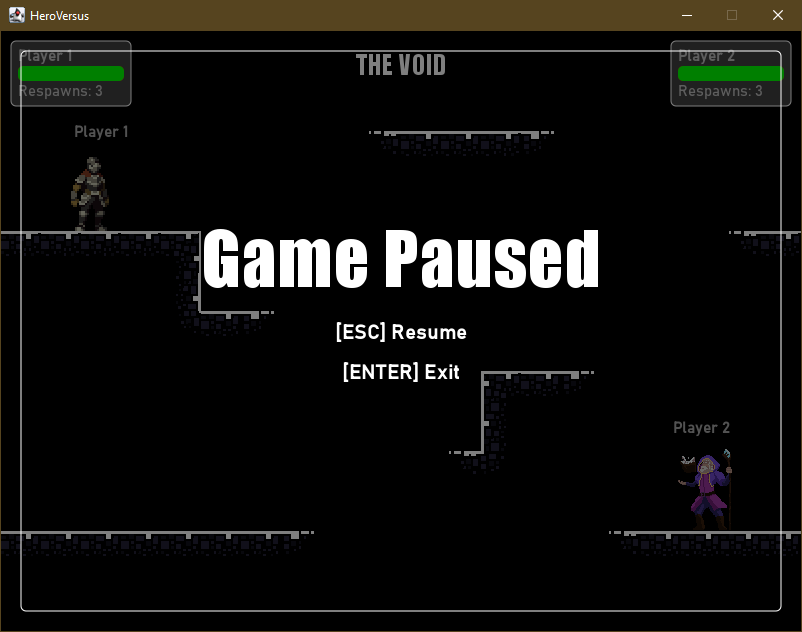 HeroVersus
Player 1
Respawns: 3
THE VOID
Player 2
Respawns: 3
Player 1
Game Paused
[ESC] Resume
[ENTER] Exit
Player 2